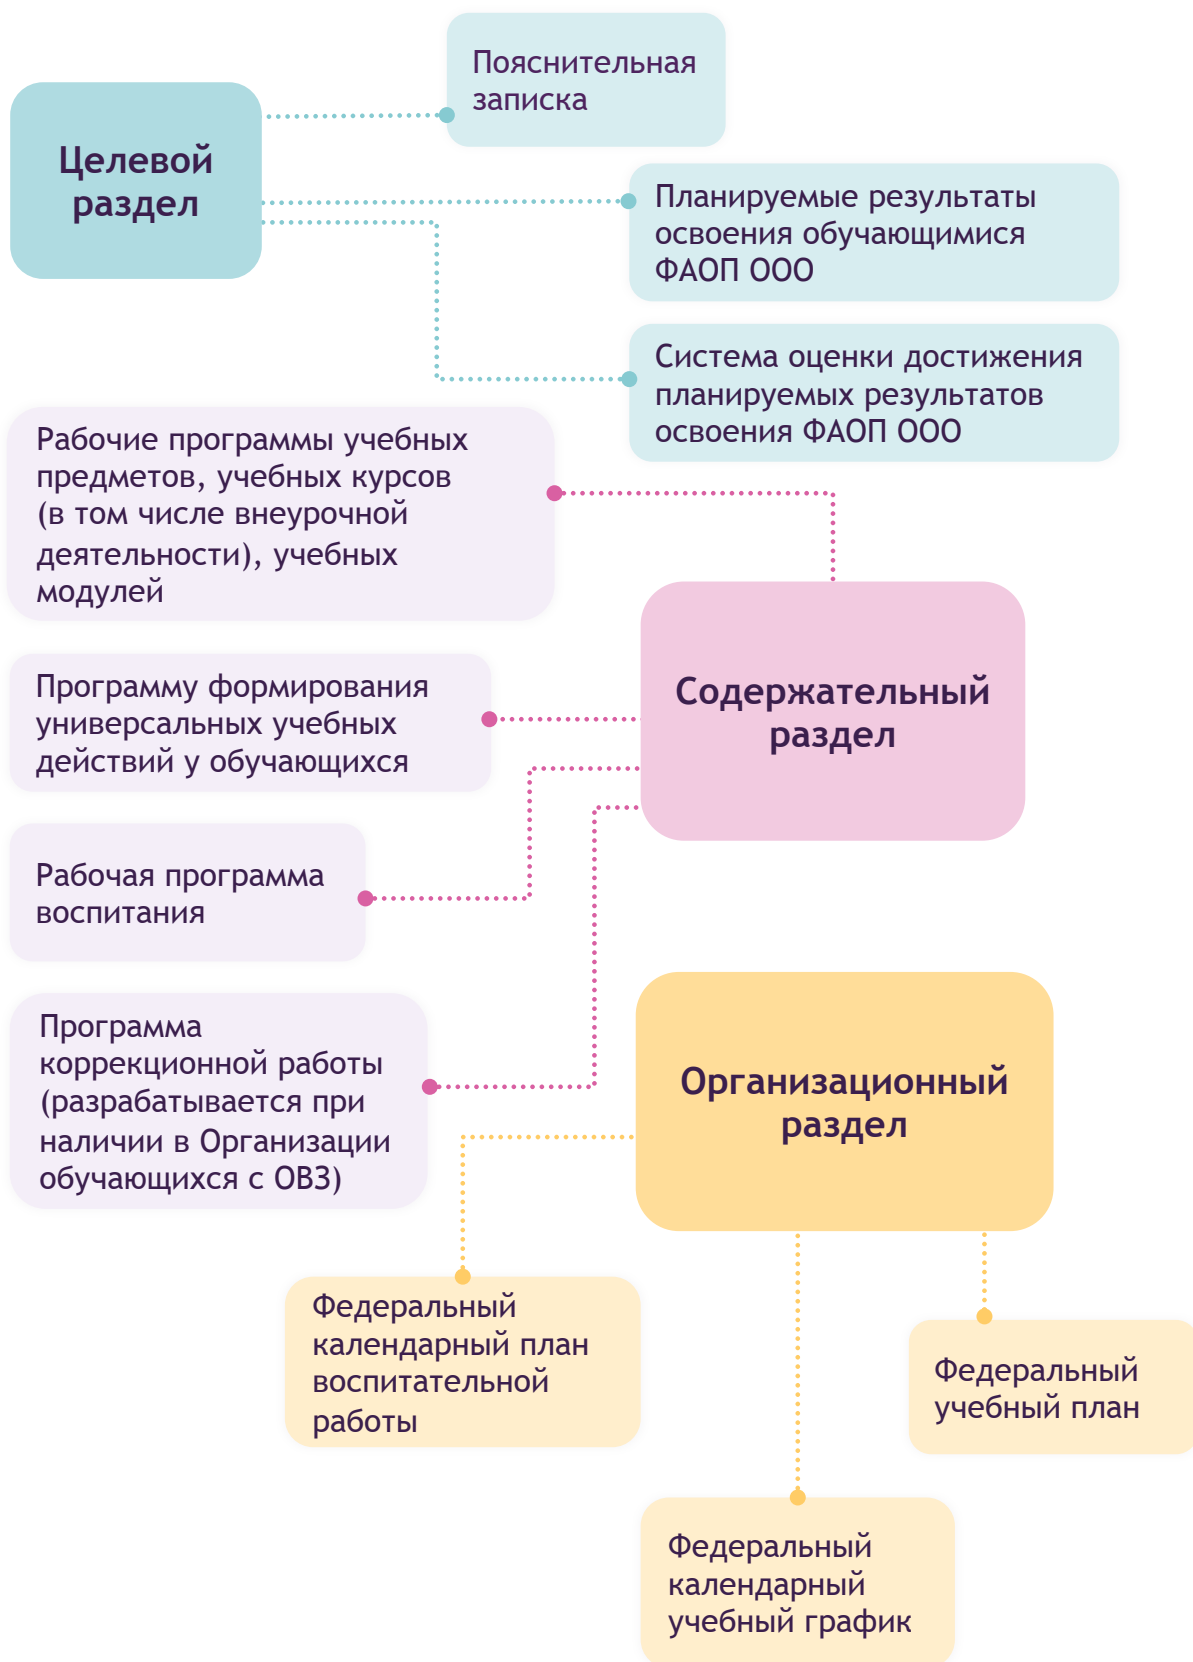 Пояснительная
записка
Целевой
раздел
Планируемые результаты
освоения обучающимися
ФАОП ООО
Система оценки достижения
планируемых результатов
освоения ФАОП ООО
Рабочие программы учебных
предметов, учебных курсов
(в том числе внеурочной
деятельности), учебных
модулей
Содержательный
раздел
Программу формирования
универсальных учебных
действий у обучающихся
Рабочая программа
воспитания
Программа
коррекционной работы
(разрабатывается при
наличии в Организации
обучающихся с ОВЗ)
Организационный
раздел
Федеральный
календарный план
воспитательной
работы
Федеральный
учебный план
Федеральный
календарный
учебный график